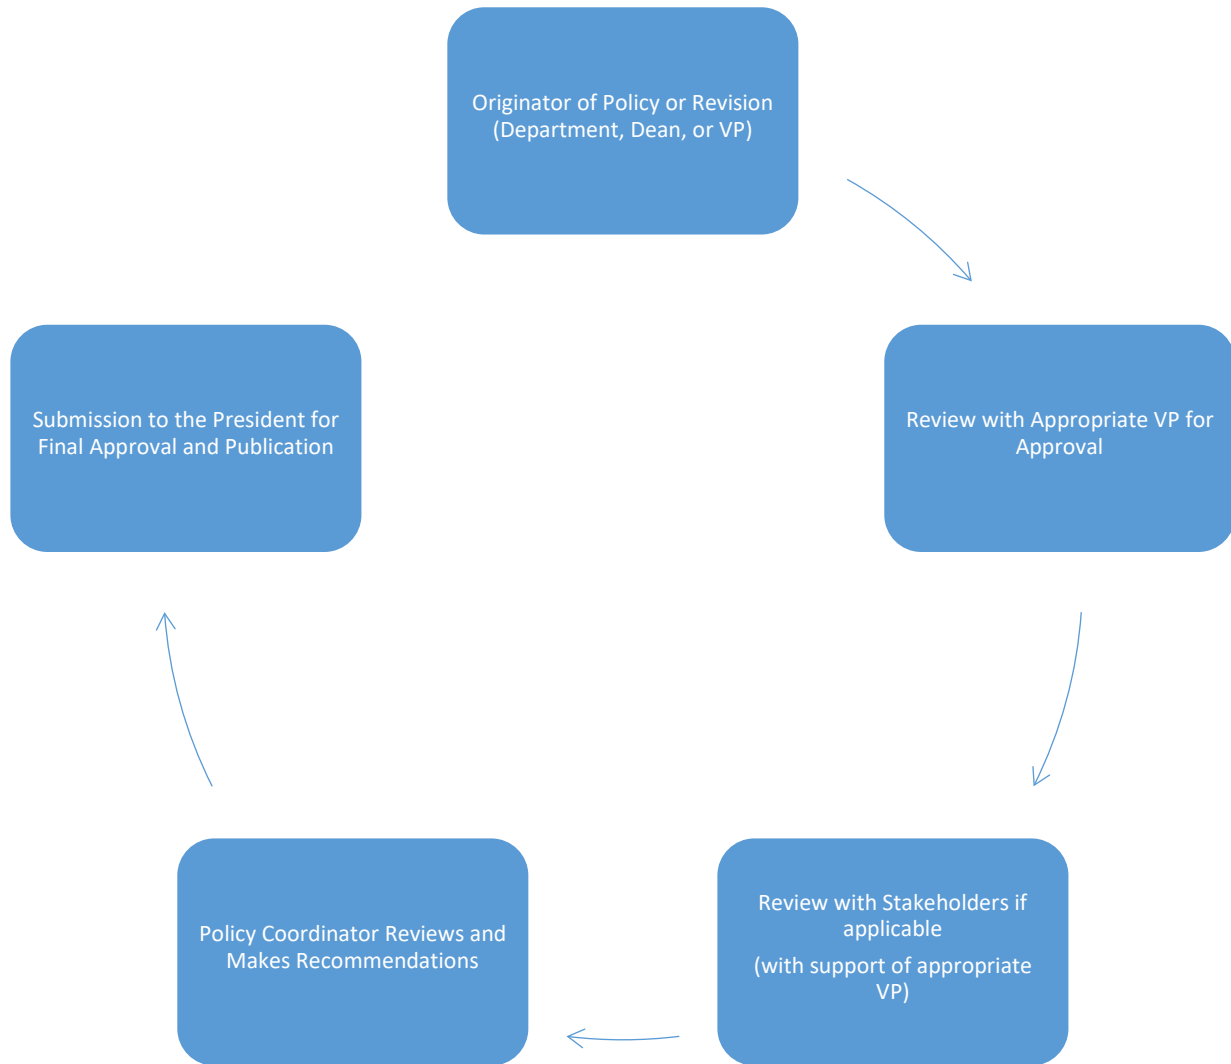 Originator of Policy or Revision
(Department, Dean, or VP)
Review with Appropriate VP for
Approval
Review with Stakeholders if
applicable
(with support of appropriate
VP)
Policy Coordinator Reviews and
Makes Recommendations
Submission to the President for
Final Approval and Publication